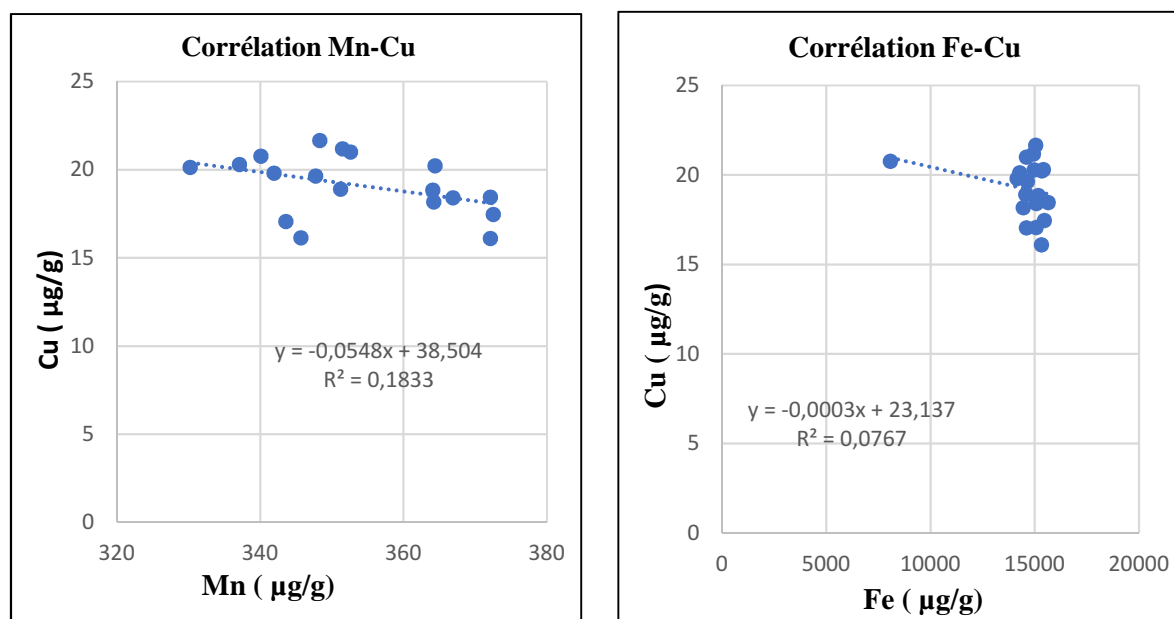 Corrélation Mn-Cu
25
20
15
10
5
0
Cu ( µg/g)
y = -0,0548x + 38,504
R² = 0,1833
320 340 360 380
Mn ( µg/g)
Corrélation Fe-Cu
25
20
15
10
5
0
Cu ( µg/g)
y = -0,0003x + 23,137
R² = 0,0767
0 5000 10000 15000 20000
Fe ( µg/g)